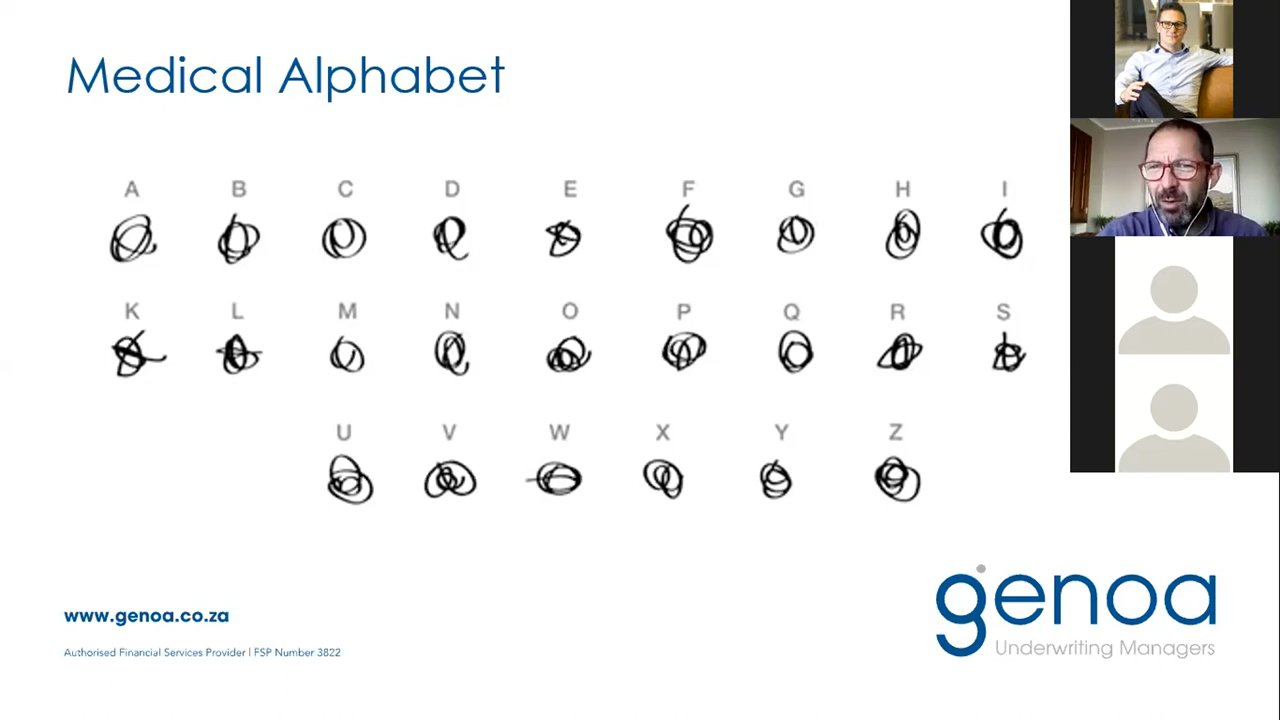 Medical Alphabet
A B C D E F G H I
K L M N O P Q R S
U V W X Y Z
www.genoa.co.za
Authorised Financial Services Provider | FSP Number 3822
genoa
Underwriting Managers